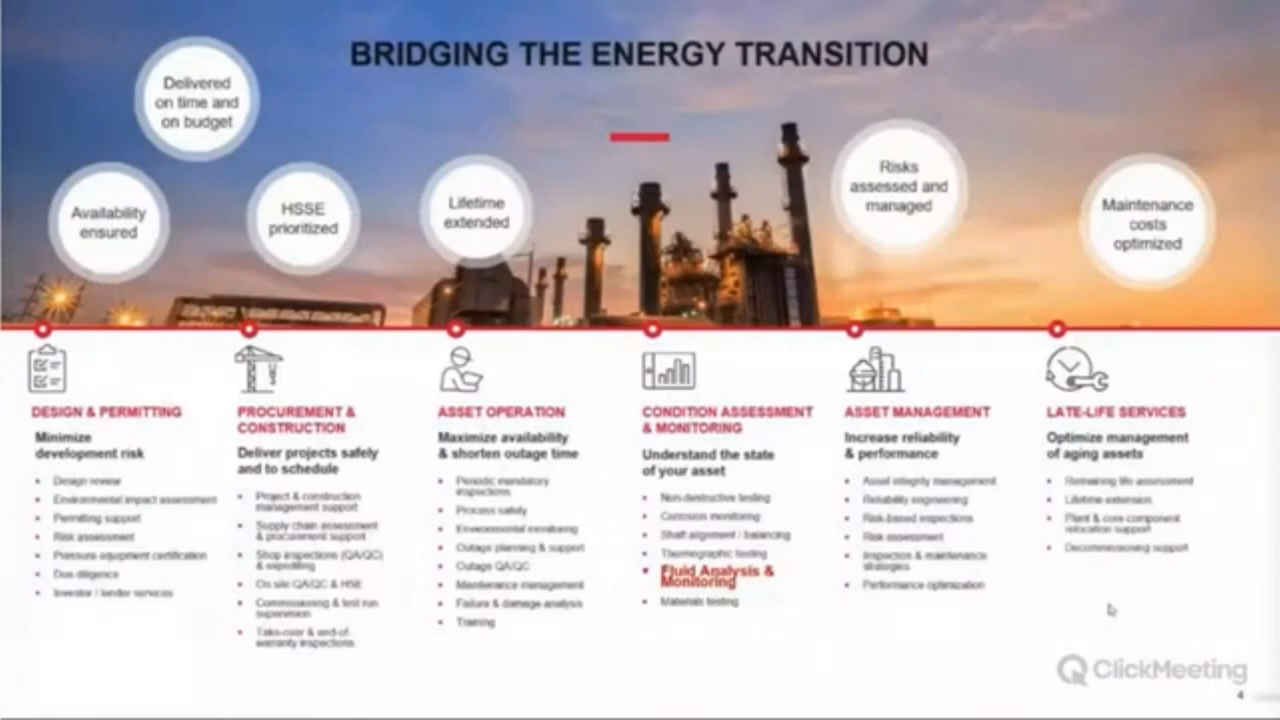 BRIDGING THE ENERGY TRANSITION
Delivered
on time and
on budget
Availability
ensured
HSSE
prioritized
Lifetime
extended
Risks
assessed and
managed
Maintenance
costs
optimized
DESIGN & PERMITTING
Minimize
development risk
Design review
Environmental impact assessment
Permitting support
Risk assessment
Pressure equipment certification
Due diligence
Investor / lender services
PROCUREMENT &
CONSTRUCTION
Deliver projects safely
and to schedule
Project & construction
management support
Supply chain assessment
& procurement support
Shop inspections (QA/QC)
& expediting
On site QA/QC & HSE
Commissioning & test run
supervision
Take-over & end-of-
warranty inspections
ASSET OPERATION
Maximize availability
& shorten outage time
Periodic mandatory
inspections
Process safety
Environmental monitoring
Outage planning & support
Outage QA/QC
Maintenance management
Failure & damage analysis
Training
CONDITION ASSESSMENT
& MONITORING
Understand the state
of your asset
Non-destructive testing
Corrosion monitoring
Shaft alignment / balancing
Thermographic testing
Fluid Analysis &
Monitoring
Materials testing
ASSET MANAGEMENT
Increase reliability
& performance
Asset integrity management
Reliability engineering
Risk-based inspections
Risk assessment
Inspection & maintenance
strategies
Performance optimization
LATE-LIFE SERVICES
Optimize management
of aging assets
Remaining life assessment
Lifetime extension
Plant & core component
relocation support
Decommissioning support
ClickMeeting
4